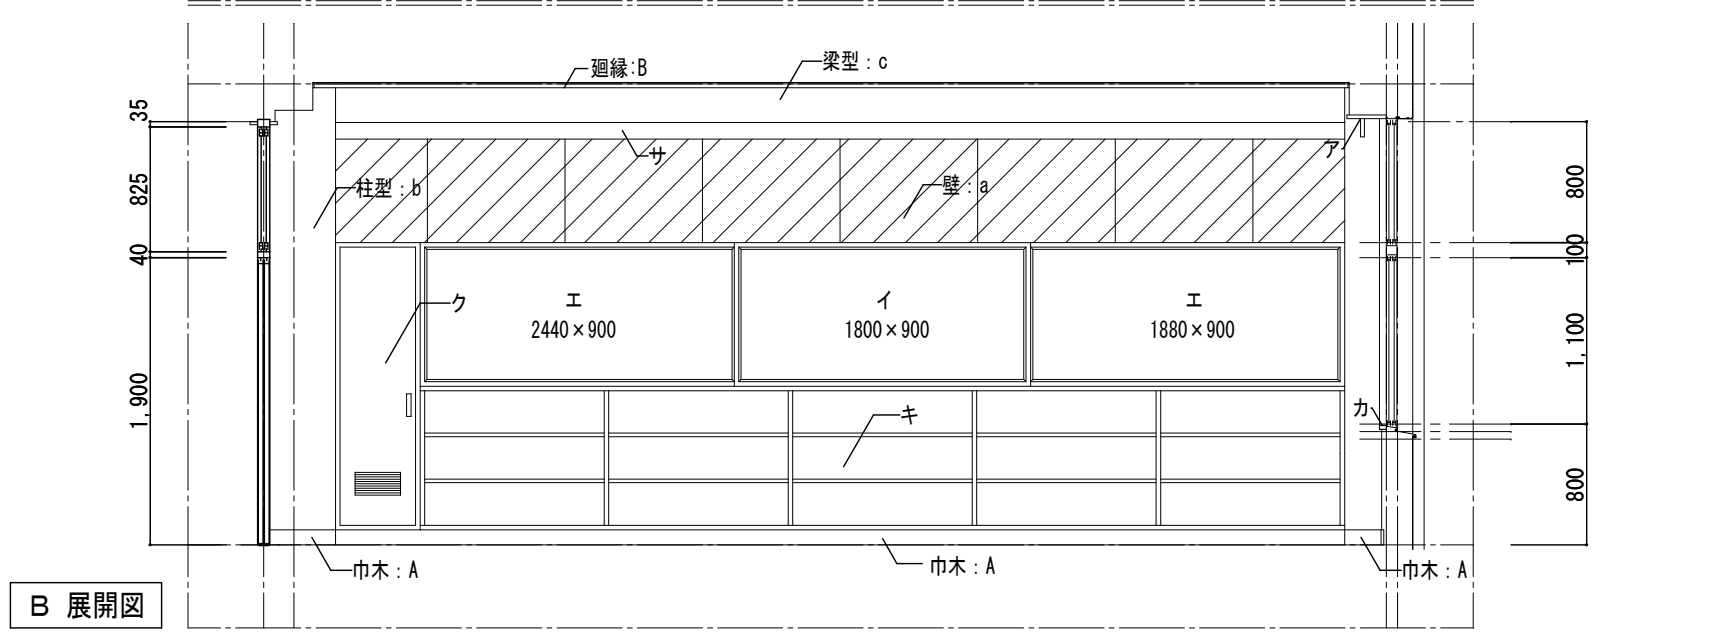 廻縁:B
梁型：c
35
サ
ア
825
柱型：b
壁：a
800
40
100
ク
エ
2440×900
イ
1800×900
エ
1880×900
1,100
1,900
キ
カ
800
巾木：A
巾木：A
巾木：A
B 展開図